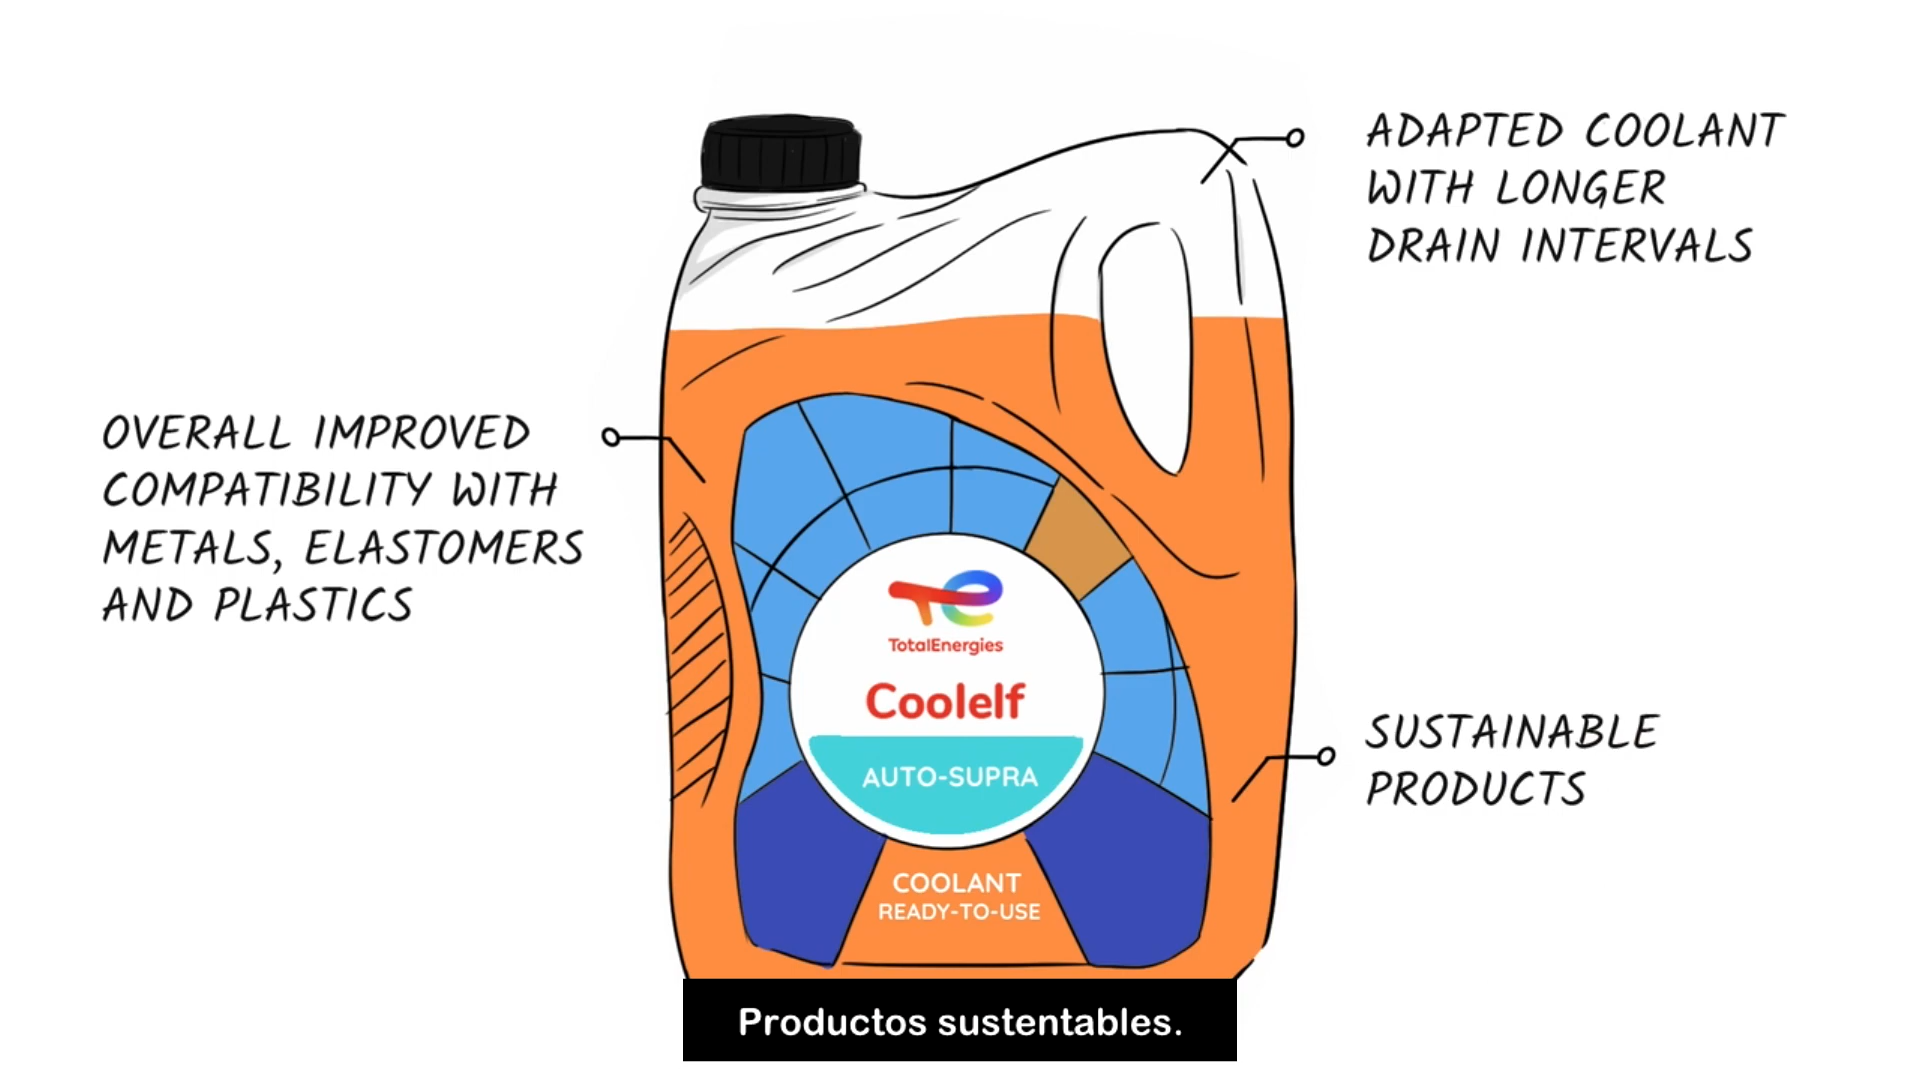 ADAPTED COOLANT
WITH LONGER
DRAIN INTERVALS
OVERALL IMPROVED
COMPATIBILITY WITH
METALS, ELASTOMERS
AND PLASTICS
TotalEnergies
Coolelf
AUTO-SUPRA
SUSTAINABLE
PRODUCTS
COOLANT
READY-TO-USE
Productos sustentables.